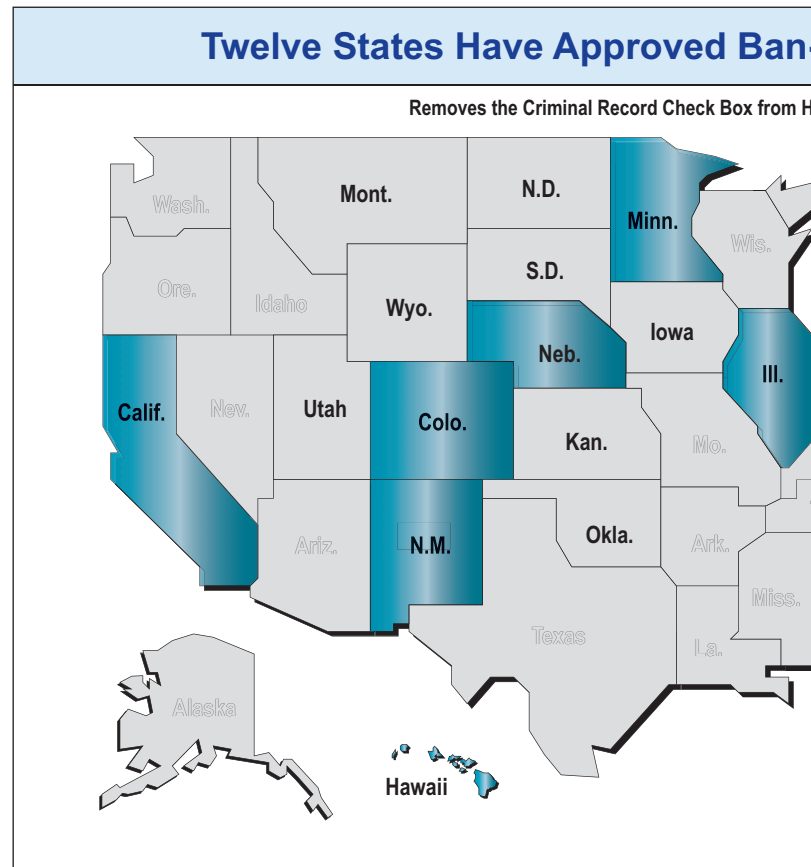 Twelve States Have Approved Ban-
Removes the Criminal Record Check Box from H
Wash.
Mont.
N.D.
Minn.
Wis.
Ore.
Idaho
S.D.
Wyo.
Iowa
Neb.
Ill.
Calif.
Nev.
Utah
Colo.
Kan.
Mo.
Ariz.
N.M.
Okla.
Ark.
Miss.
Texas
La.
Alaska
Hawaii